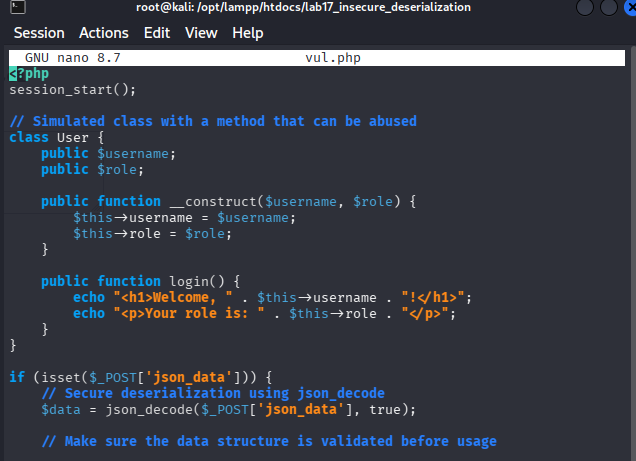 root@kali: /opt/lampp/htdocs/lab17_insecure_deserialization
Session Actions Edit View Help
GNU nano 8.7 vul.php
<?php
session_start();
// Simulated class with a method that can be abused
class User {
    public $username;
    public $role;
    public function __construct($username, $role) {
        $this->username = $username;
        $this->role = $role;
    }
    public function login() {
        echo "<h1>Welcome, " . $this->username . "!</h1>";
        echo "<p>Your role is: " . $this->role . "</p>";
    }
}
if (isset($_POST['json_data'])) {
    // Secure deserialization using json_decode
    $data = json_decode($_POST['json_data'], true);
    // Make sure the data structure is validated before usage